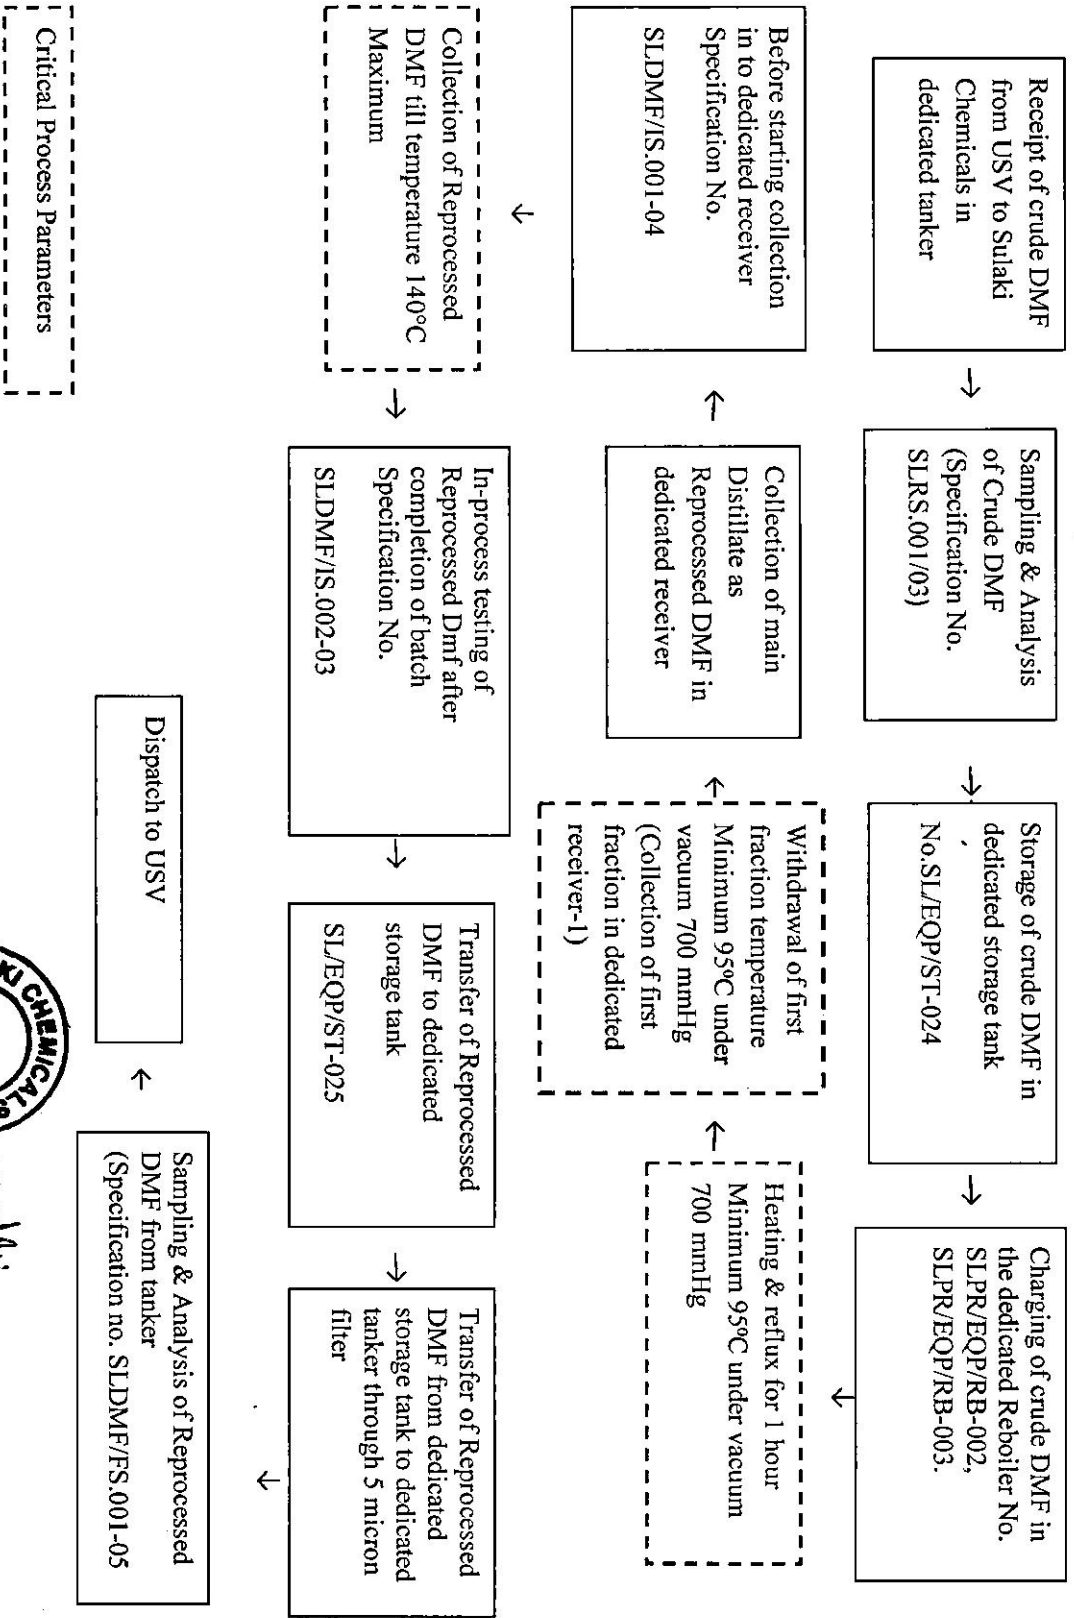 Receipt of crude DMF
from USV to Sulaki
Chemicals in
dedicated tanker
Sampling & Analysis
of Crude DMF
(Specification No.
SLRS.001/03)
Storage of crude DMF in
dedicated storage tank
No.SL/EQP/ST-024
Charging of crude DMF in
the dedicated Reboiler No.
SLPR/EQP/RB-002,
SLPR/EQP/RB-003.
Heating & reflux for 1 hour
Minimum 95ºC under vacuum
700 mmHg
Withdrawal of first
fraction temperature
Minimum 95ºC under
vacuum 700 mmHg
(Collection of first
fraction in dedicated
receiver-1)
Collection of main
Distillate as
Reprocessed DMF in
dedicated receiver
Before starting collection
in to dedicated receiver
Specification No.
SLDMF/IS.001-04
Collection of Reprocessed
DMF till temperature 140°C
Maximum
In-process testing of
Reprocessed Dmf after
completion of batch
Specification No.
SLDMF/IS.002-03
Transfer of Reprocessed
DMF to dedicated
storage tank
SL/EQP/ST-025
Transfer of Reprocessed
DMF from dedicated
storage tank to dedicated
tanker through 5 micron
filter
Sampling & Analysis of Reprocessed
DMF from tanker
(Specification no. SLDMF/FS.001-05
Dispatch to USV
Critical Process Parameters
KI CHEMICAL